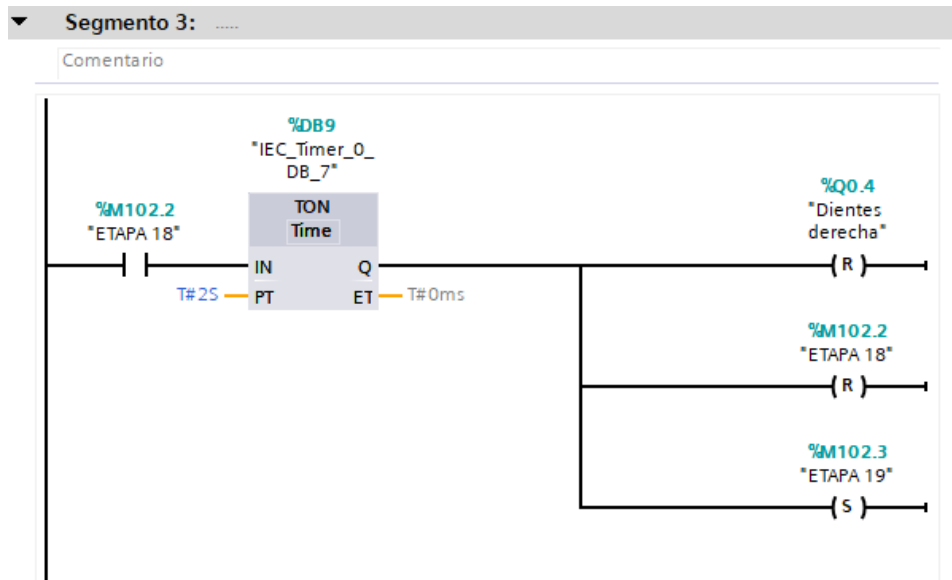 Segmento 3: .....
Comentario
%DB9
"IEC_Timer_0_
DB_7"
TON
Time
%M102.2
"ETAPA 18"
IN
Q
T#2S
PT
ET
T#0ms
%Q0.4
"Dientes
derecha"
R
%M102.2
"ETAPA 18"
R
%M102.3
"ETAPA 19"
S